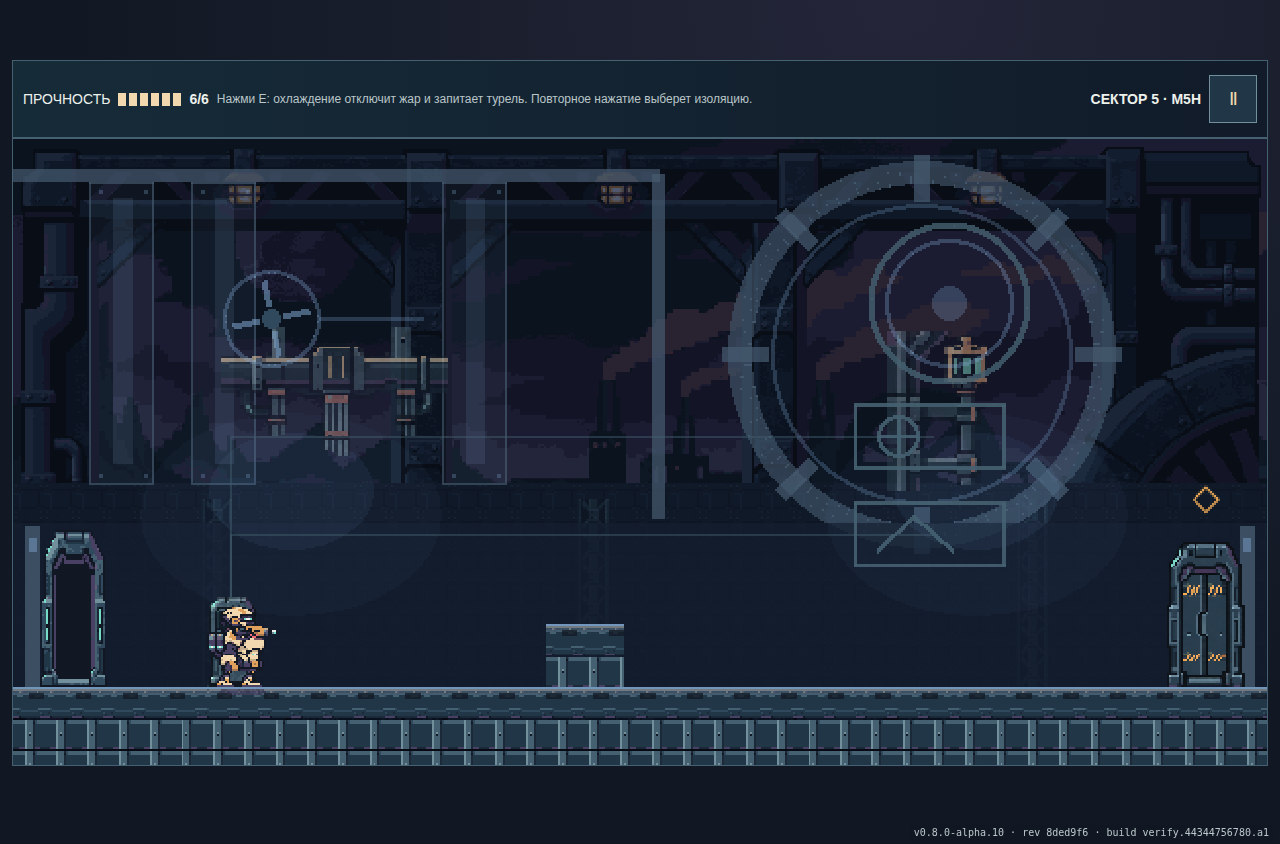 ПРОЧНОСТЬ 6/6 Нажми E: охлаждение отключит жар и запитает турель. Повторное нажатие выберет изоляцию. СЕКТОР 5 · M5H II
v0.8.0-alpha.10 · rev 8ded9f6 · build verify.44344756780.a1